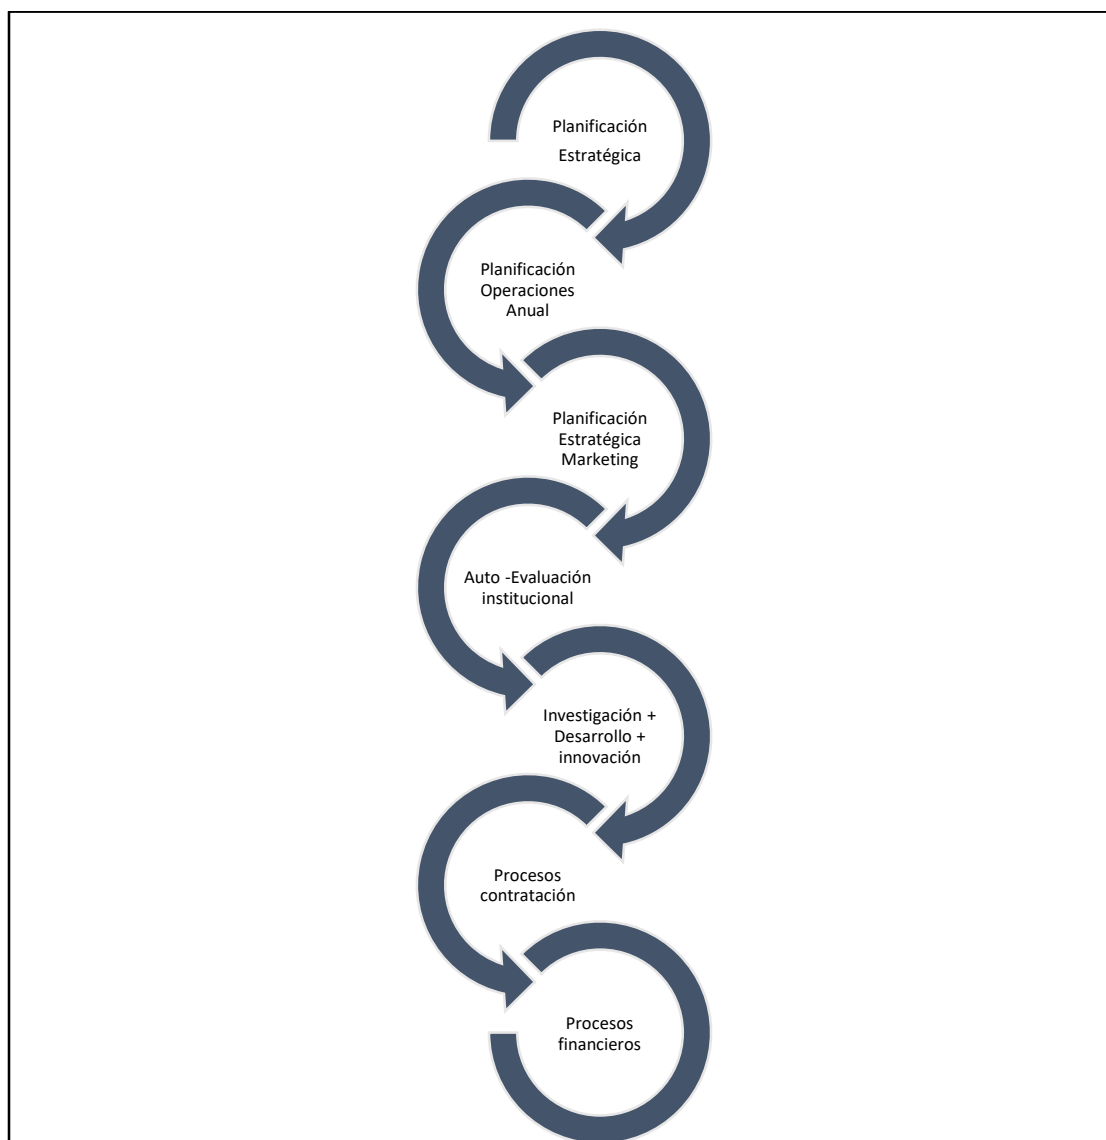 Planificación
Estratégica
Planificación
Operaciones
Anual
Planificación
Estratégica
Marketing
Auto -Evaluación
institucional
Investigación +
Desarrollo +
innovación
Procesos
contratación
Procesos
financieros